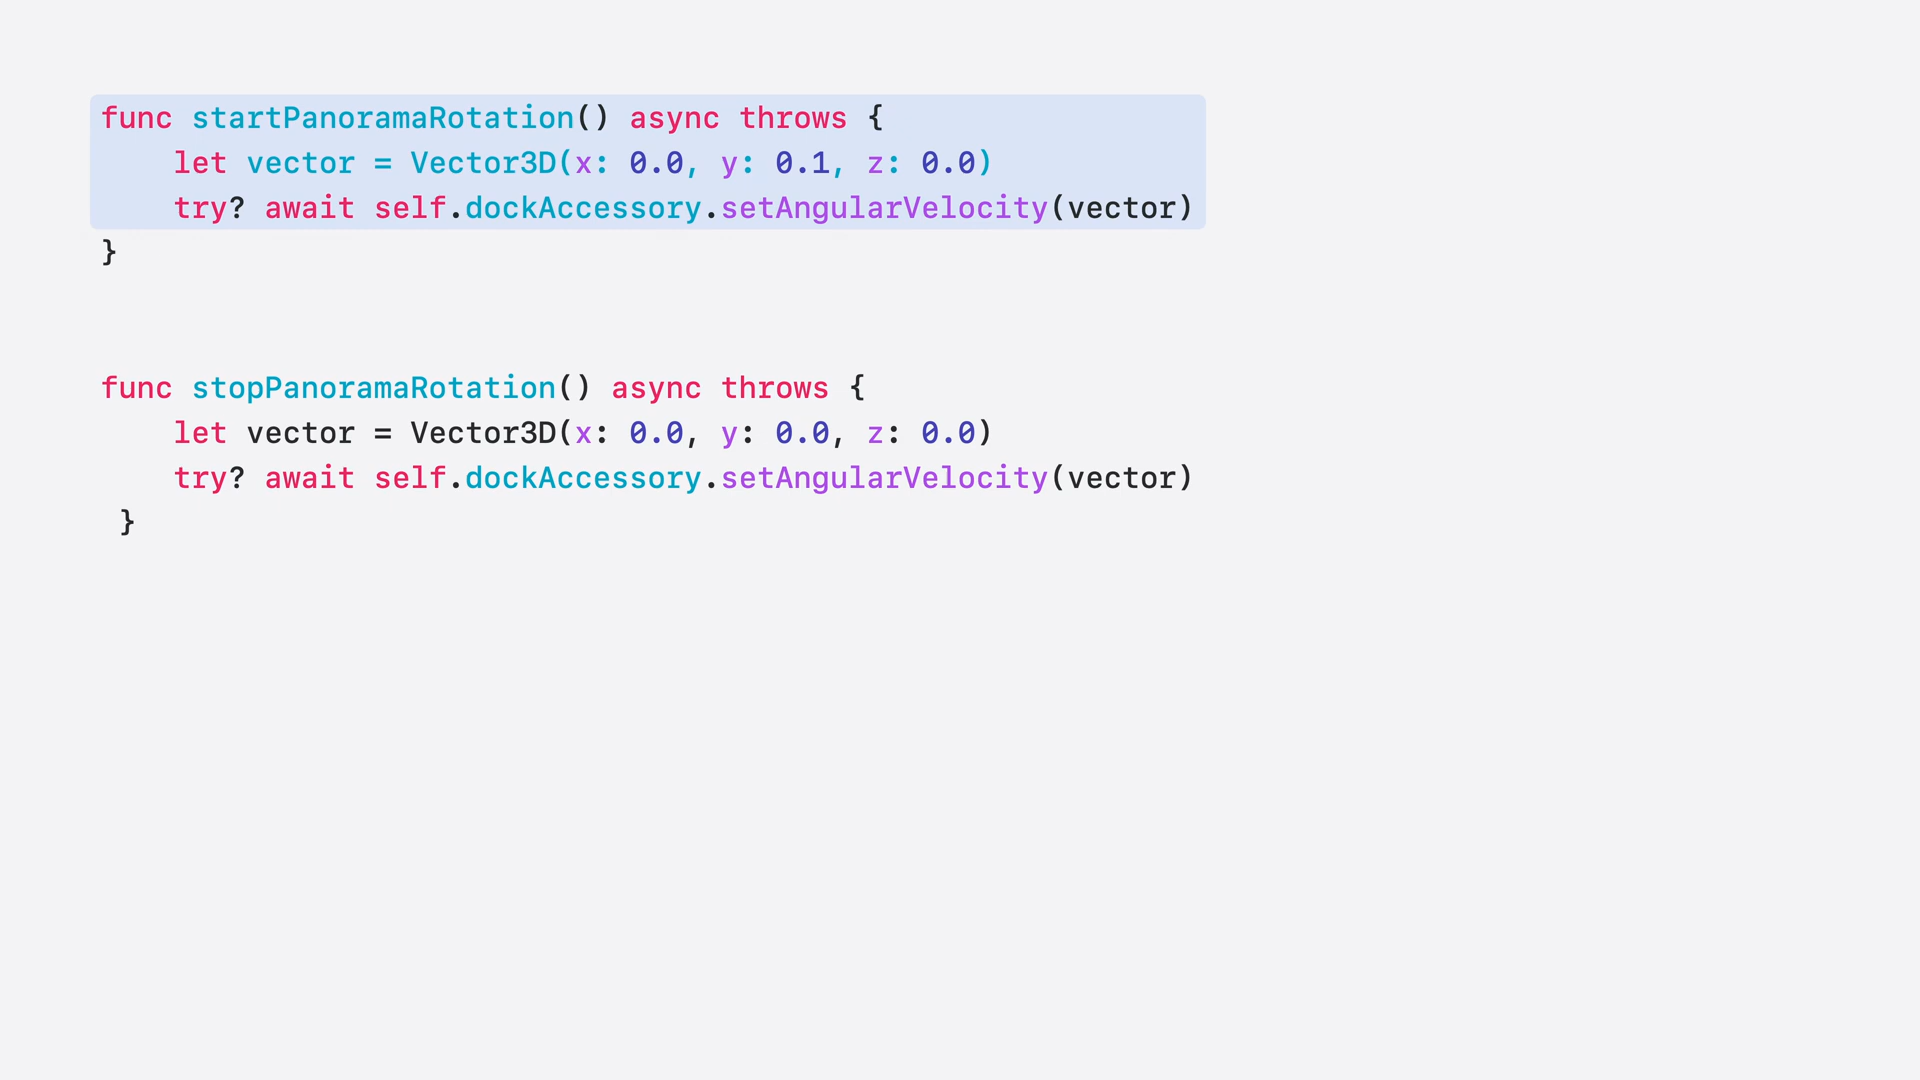 func startPanoramaRotation() async throws {
    let vector = Vector3D(x: 0.0, y: 0.1, z: 0.0)
    try? await self.dockAccessory.setAngularVelocity(vector)
}
func stopPanoramaRotation() async throws {
    let vector = Vector3D(x: 0.0, y: 0.0, z: 0.0)
    try? await self.dockAccessory.setAngularVelocity(vector)
 }